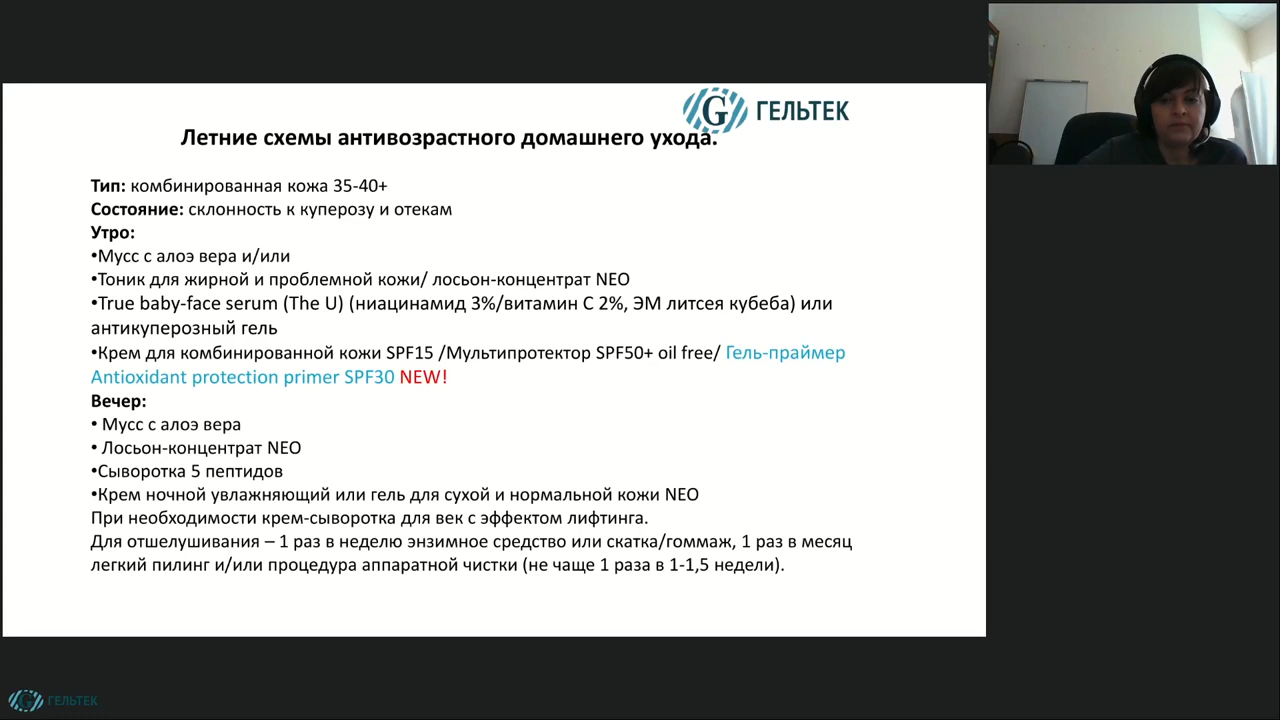 ГЕЛЬТЕК
Летние схемы антивозрастного домашнего ухода.
Тип: комбинированная кожа 35-40+
Состояние: склонность к куперозу и отекам
Утро:
•Мусс с алоэ вера и/или
•Тоник для жирной и проблемной кожи/ лосьон-концентрат NEO
•True baby-face serum (The U) (ниацинамид 3%/витамин С 2%, ЭМ литсея кубеба) или
антикуперозный гель
•Крем для комбинированной кожи SPF15 /Мультипротектор SPF50+ oil free/ Гель-праймер
Antioxidant protection primer SPF30 NEW!
Вечер:
• Мусс с алоэ вера
• Лосьон-концентрат NEO
•Сыворотка 5 пептидов
•Крем ночной увлажняющий или гель для сухой и нормальной кожи NEO
При необходимости крем-сыворотка для век с эффектом лифтинга.
Для отшелушивания – 1 раз в неделю энзимное средство или скатка/гоммаж, 1 раз в месяц
легкий пилинг и/или процедура аппаратной чистки (не чаще 1 раза в 1-1,5 недели).
ГЕЛЬТЕК